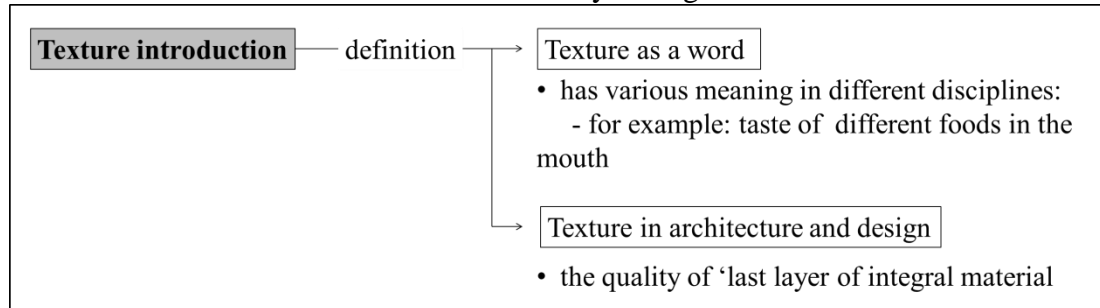 Texture introduction definition Texture as a word
• has various meaning in different disciplines:
- for example: taste of different foods in the
mouth
Texture in architecture and design
• the quality of ‘last layer of integral material